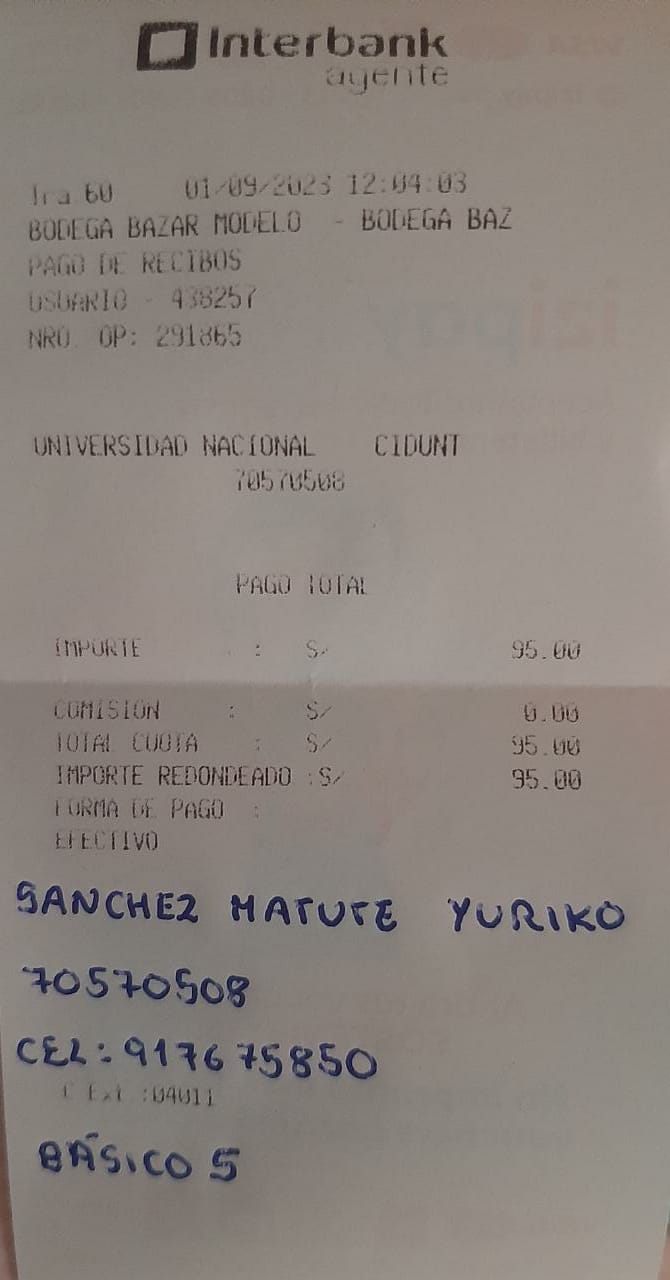 Interbank
agente
Tra 60 01/09/2023 12:04:03
BODEGA BAZAR MODELO - BODEGA BAZ
PAGO DE RECIBOS
USUARIO - 438257
NRO. OP: 291865
UNIVERSIDAD NACIONAL CIDUNT
70570508
PAGO TOTAL
IMPORTE : S/ 95.00
COMISION : S/ 0.00
TOTAL CUOTA : S/ 95.00
IMPORTE REDONDEADO :S/ 95.00
FORMA DE PAGO :
EFECTIVO
SANCHEZ MATUTE YURIKO
70570508
CEL: 917675850
C Ext :04011
BÁSICO 5